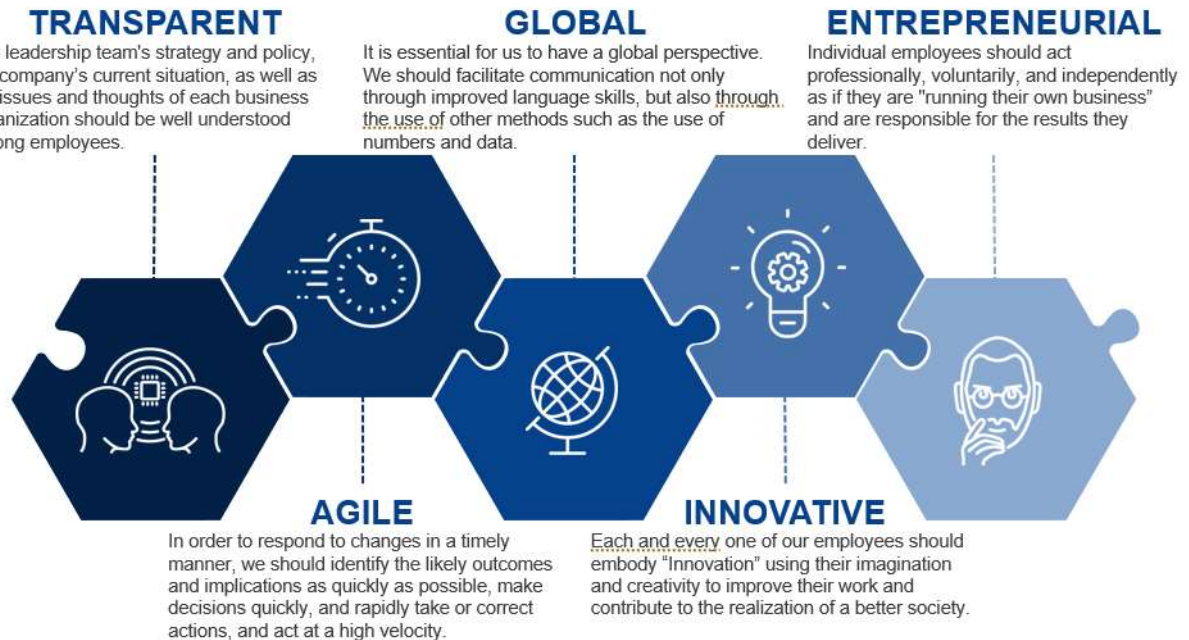 TRANSPARENT
leadership team's strategy and policy,
company's current situation, as well as
issues and thoughts of each business
anization should be well understood
ong employees.
GLOBAL
It is essential for us to have a global perspective.
We should facilitate communication not only
through improved language skills, but also through
the use of other methods such as the use of
numbers and data.
ENTREPRENEURIAL
Individual employees should act
professionally, voluntarily, and independently
as if they are "running their own business”
and are responsible for the results they
deliver.
AGILE
In order to respond to changes in a timely
manner, we should identify the likely outcomes
and implications as quickly as possible, make
decisions quickly, and rapidly take or correct
actions, and act at a high velocity.
INNOVATIVE
Each and every one of our employees should
embody “Innovation” using their imagination
and creativity to improve their work and
contribute to the realization of a better society.